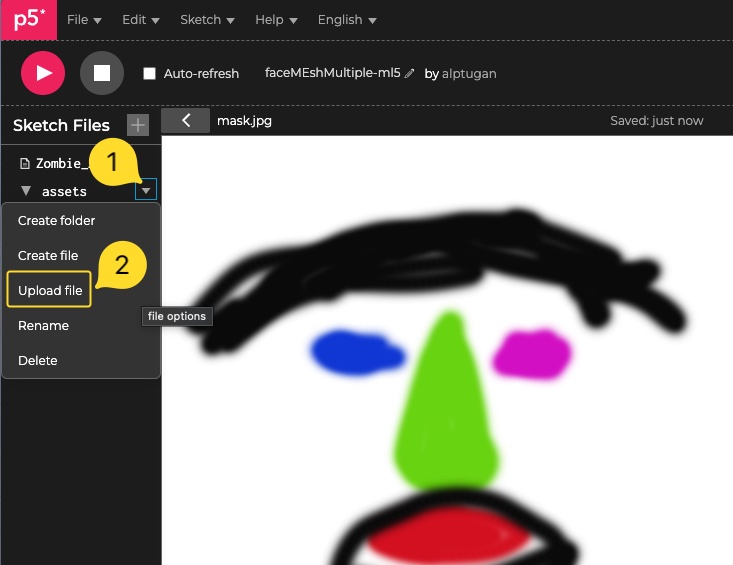 p5* File Edit Sketch Help English
Auto-refresh faceMEshMultiple-ml5 by alptugan
Sketch Files mask.jpg Saved: just now
Zombie_
1
assets
Create folder
Create file
2
Upload file
file options
Rename
Delete